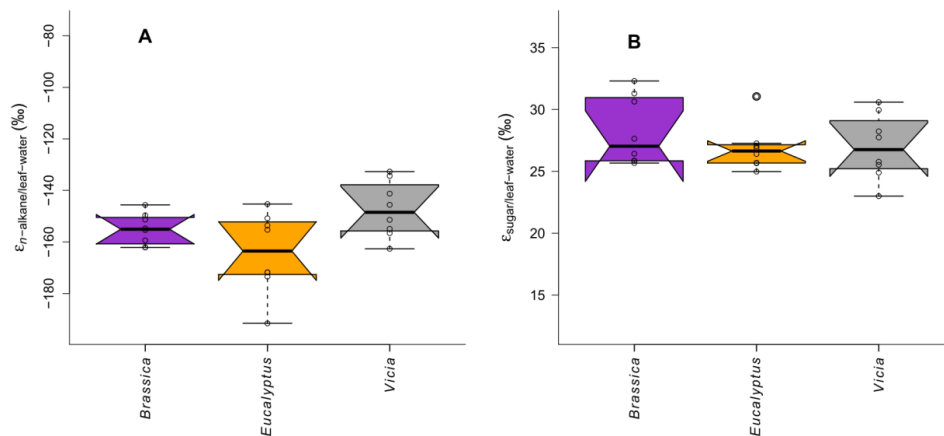 A
εn−alkane/leaf−water (‰)
−80
−100
−120
−140
−160
−180
Brassica
Eucalyptus
Vicia
B
εsugar/leaf−water (‰)
35
30
25
20
15
Brassica
Eucalyptus
Vicia